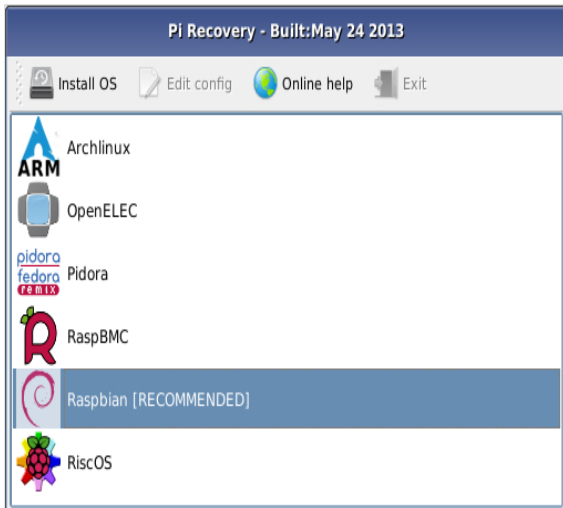 Pi Recovery - Built:May 24 2013
Install OS Edit config Online help Exit
ARM Archlinux
OpenELEC
pidora
fedora
remix
Pidora
RaspBMC
Raspbian [RECOMMENDED]
RiscOS